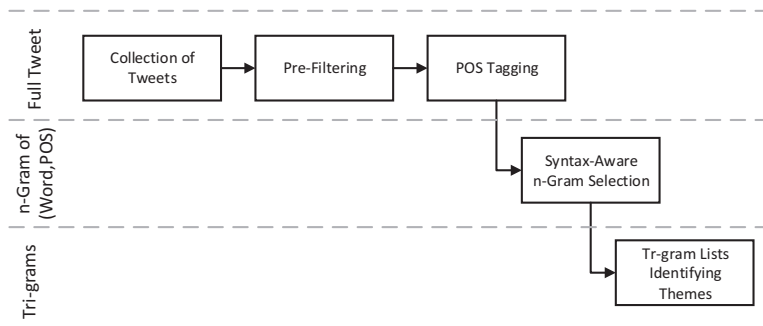 Full Tweet
Collection of
Tweets
Pre-Filtering
POS Tagging
n-Gram of
(Word,POS)
Syntax-Aware
n-Gram Selection
Tri-grams
Tr-gram Lists
Identifying
Themes